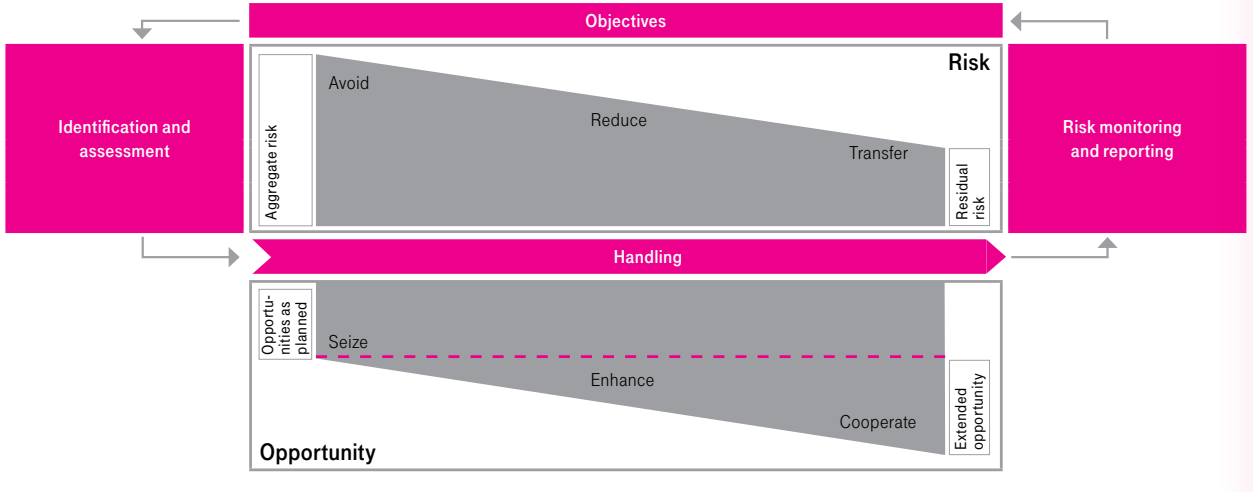 Objectives
Identification and
assessment
Risk
Aggregate risk
Avoid
Reduce
Transfer
Residual
risk
Risk monitoring
and reporting
Handling
Opportu-
nities as
planned
Seize
Enhance
Cooperate
Extended
opportunity
Opportunity